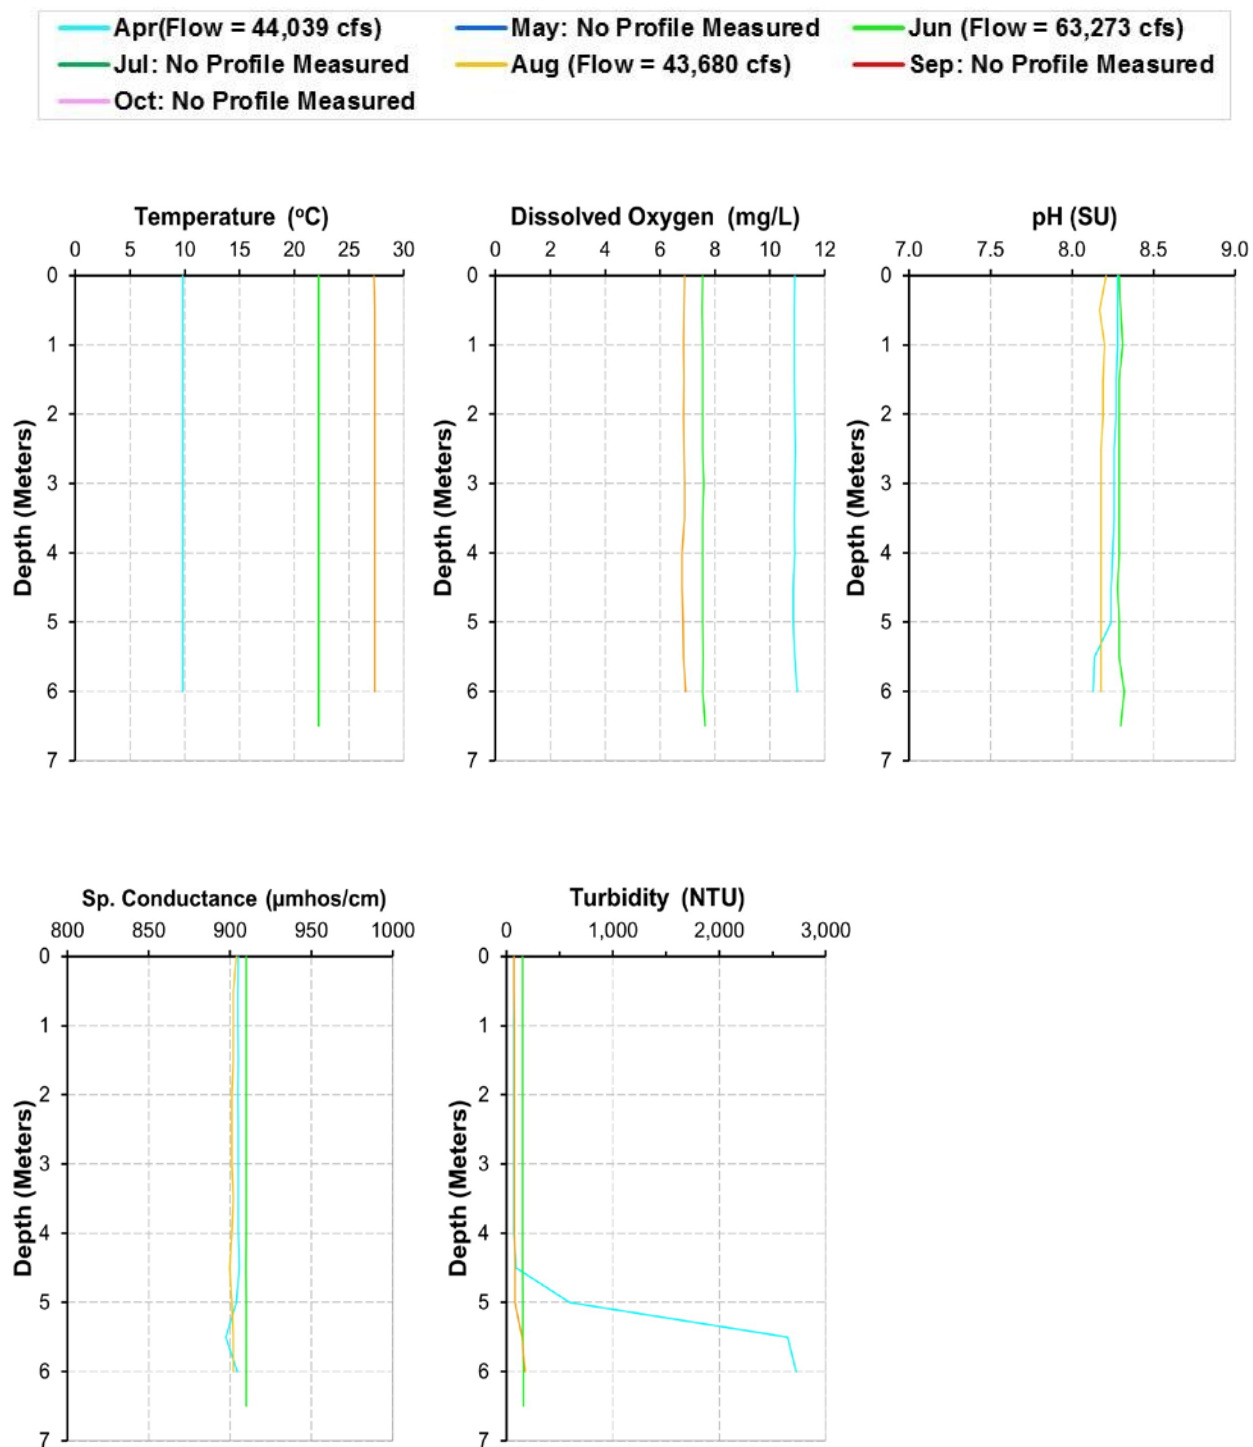 Apr(Flow = 44,039 cfs) May: No Profile Measured Jun (Flow = 63,273 cfs)
Jul: No Profile Measured Aug (Flow = 43,680 cfs) Sep: No Profile Measured
Oct: No Profile Measured
Temperature (ºC)
0 5 10 15 20 25 30
0
1
2
3
4
5
6
7
Depth (Meters)
Dissolved Oxygen (mg/L)
0 2 4 6 8 10 12
0
1
2
3
4
5
6
7
Depth (Meters)
pH (SU)
7.0 7.5 8.0 8.5 9.0
0
1
2
3
4
5
6
7
Depth (Meters)
Sp. Conductance (µmhos/cm)
800 850 900 950 1000
0
1
2
3
4
5
6
7
Depth (Meters)
Turbidity (NTU)
0 1,000 2,000 3,000
0
1
2
3
4
5
6
7
Depth (Meters)